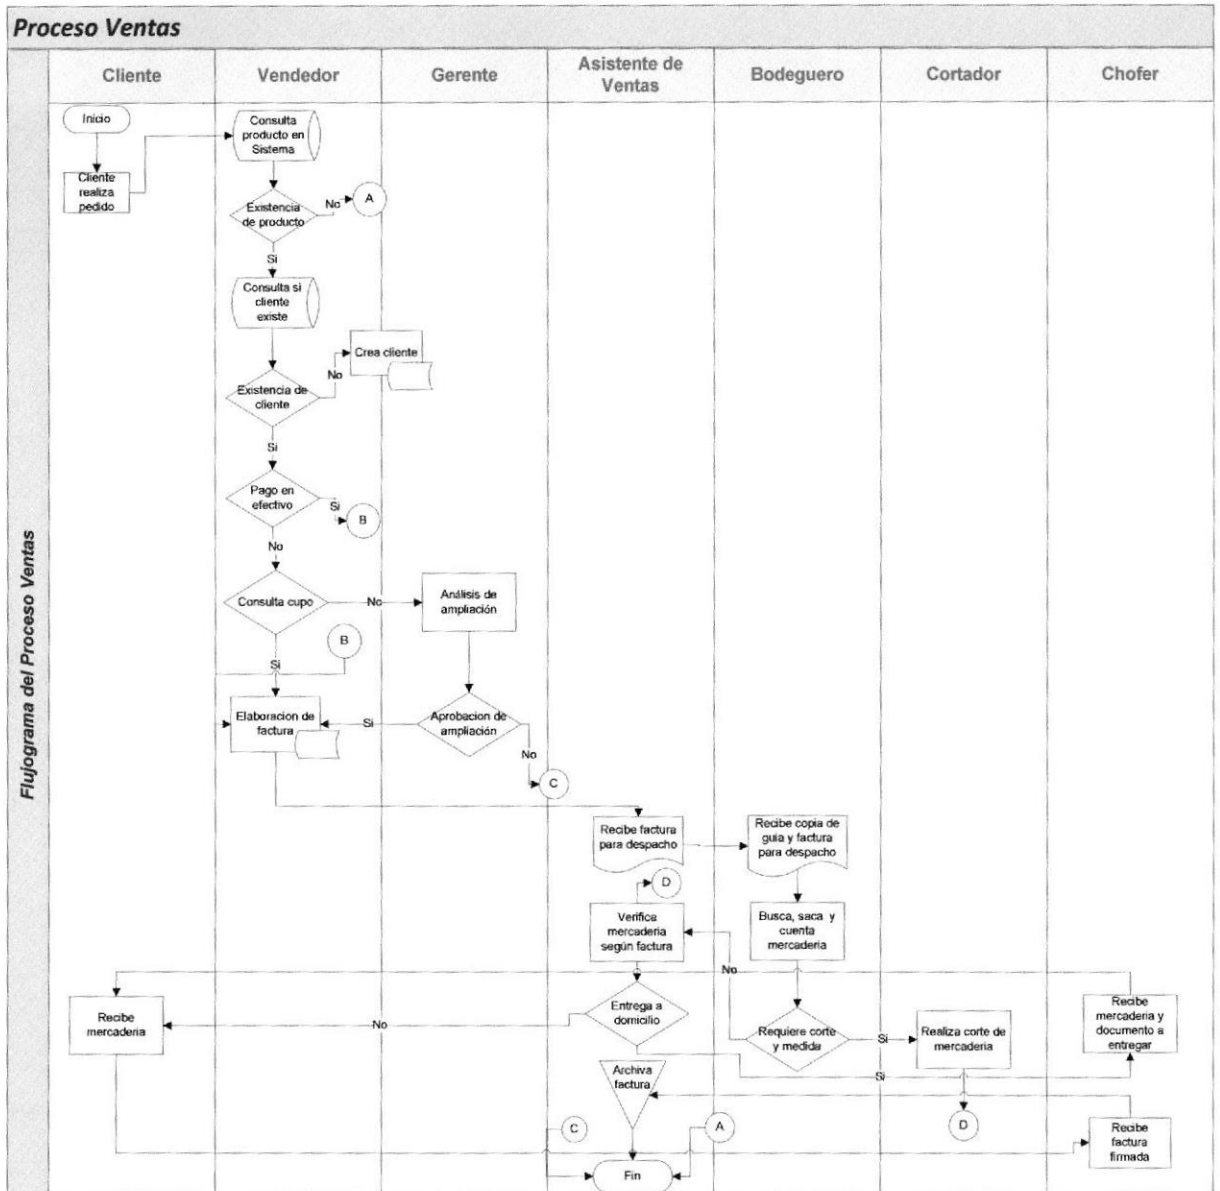 Proceso Ventas
Flujograma del Proceso Ventas
Cliente
Vendedor
Gerente
Asistente de
Ventas
Bodeguero
Cortador
Chofer
Inicio
Cliente
realiza
pedido
Consulta
producto en
Sistema
Existencia
de producto
No
A
Si
Consulta si
cliente
existe
Crea cliente
No
Existencia de
cliente
Si
Pago en
efectivo
Si
B
No
Consulta cupo
No
Análisis de
ampliación
B
Si
Elaboracion de
factura
Si
Aprobacion de
ampliación
No
C
Recibe factura
para despacho
Recibe copia de
guia y factura
para despacho
D
Verifica
mercaderia
según factura
Busca, saca y
cuenta
mercaderia
No
Recibe
mercaderia
No
Entrega a
domicilio
Requiere corte
y medida
Si
Realiza corte de
mercaderia
Recibe
mercaderia y
documento a
entregar
Si
Archiva
factura
C
A
D
Recibe
factura
firmada
Fin